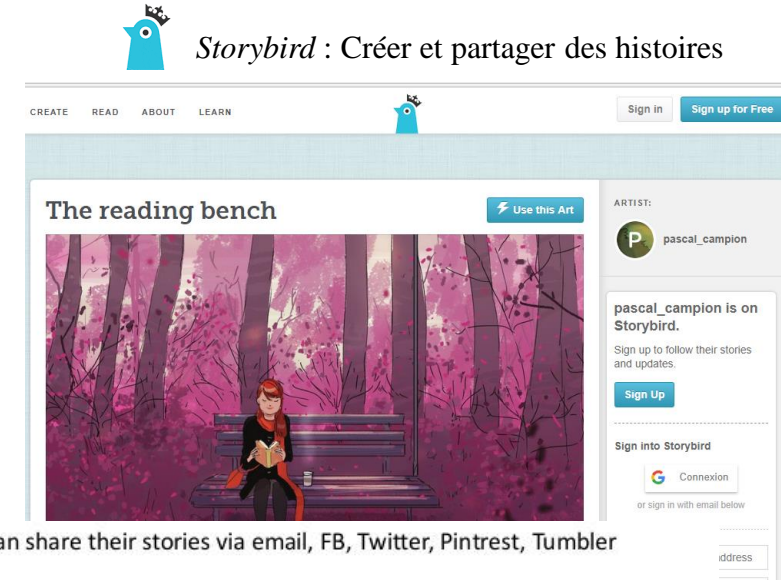 Storybird : Créer et partager des histoires
CREATE READ ABOUT LEARN
Sign in Sign up for Free
The reading bench
Use this Art
ARTIST:
P pascal_campion
pascal_campion is on
Storybird.
Sign up to follow their stories
and updates.
Sign Up
Sign into Storybird
G Connexion
or sign in with email below
an share their stories via email, FB, Twitter, Pintrest, Tumbler
ddress